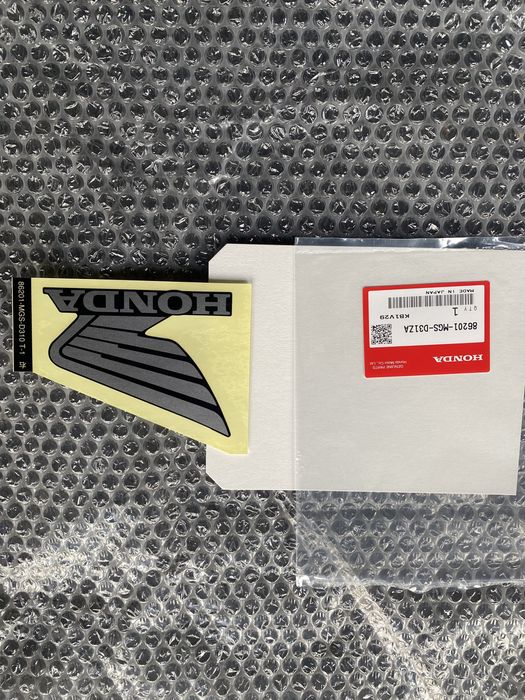 86201-MGS-D310 T-1
HONDA
HONDA
GENUINE PARTS
Honda Motor Co., Ltd.
86201-MGS-D31ZA
QTY
1
KB1V29
MADE IN JAPAN